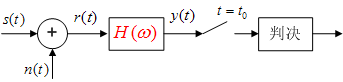 s(t)
+
r(t)
H(ω)
y(t)
t = t₀
判决
n(t)